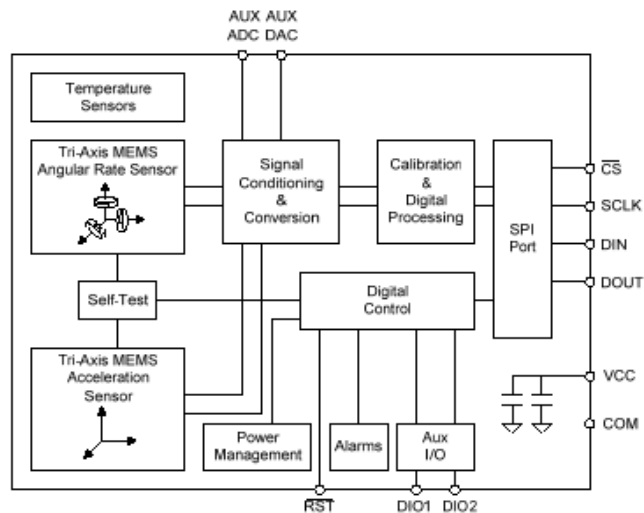 AUX AUX
ADC DAC
Temperature
Sensors
Tri-Axis MEMS
Angular Rate Sensor
Signal
Conditioning
&
Conversion
Calibration
&
Digital
Processing
SPI
Port
CS
SCLK
DIN
DOUT
Self-Test
Digital
Control
Tri-Axis MEMS
Acceleration
Sensor
Power
Management
Alarms
Aux
I/O
VCC
COM
RST
DIO1
DIO2